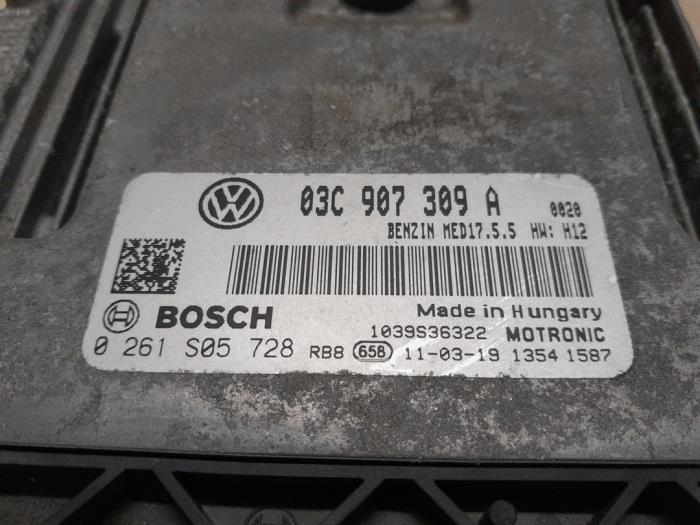 03C 907 309 A 0020
BENZIN MED17.5.5 HW: H12
BOSCH
Made in Hungary
1039S36322 MOTRONIC
0 261 S05 728 RB8 65B 11-03-19 1354 1587